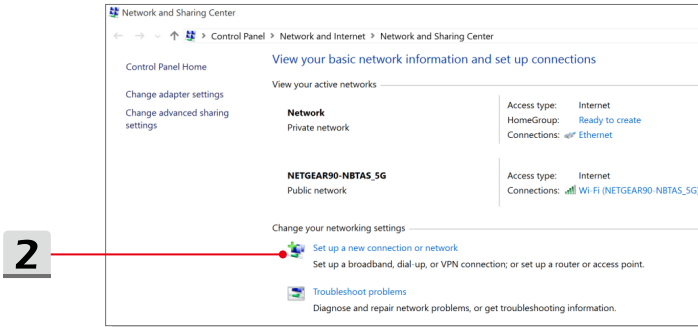 Network and Sharing Center
Control Panel > Network and Internet > Network and Sharing Center
Control Panel Home
Change adapter settings
Change advanced sharing
settings
View your basic network information and set up connections
View your active networks
Network
Private network
Access type: Internet
HomeGroup: Ready to create
Connections: Ethernet
NETGEAR90-NBTAS_5G
Public network
Access type: Internet
Connections: Wi-Fi (NETGEAR90-NBTAS_5G)
Change your networking settings
2
Set up a new connection or network
Set up a broadband, dial-up, or VPN connection; or set up a router or access point.
Troubleshoot problems
Diagnose and repair network problems, or get troubleshooting information.